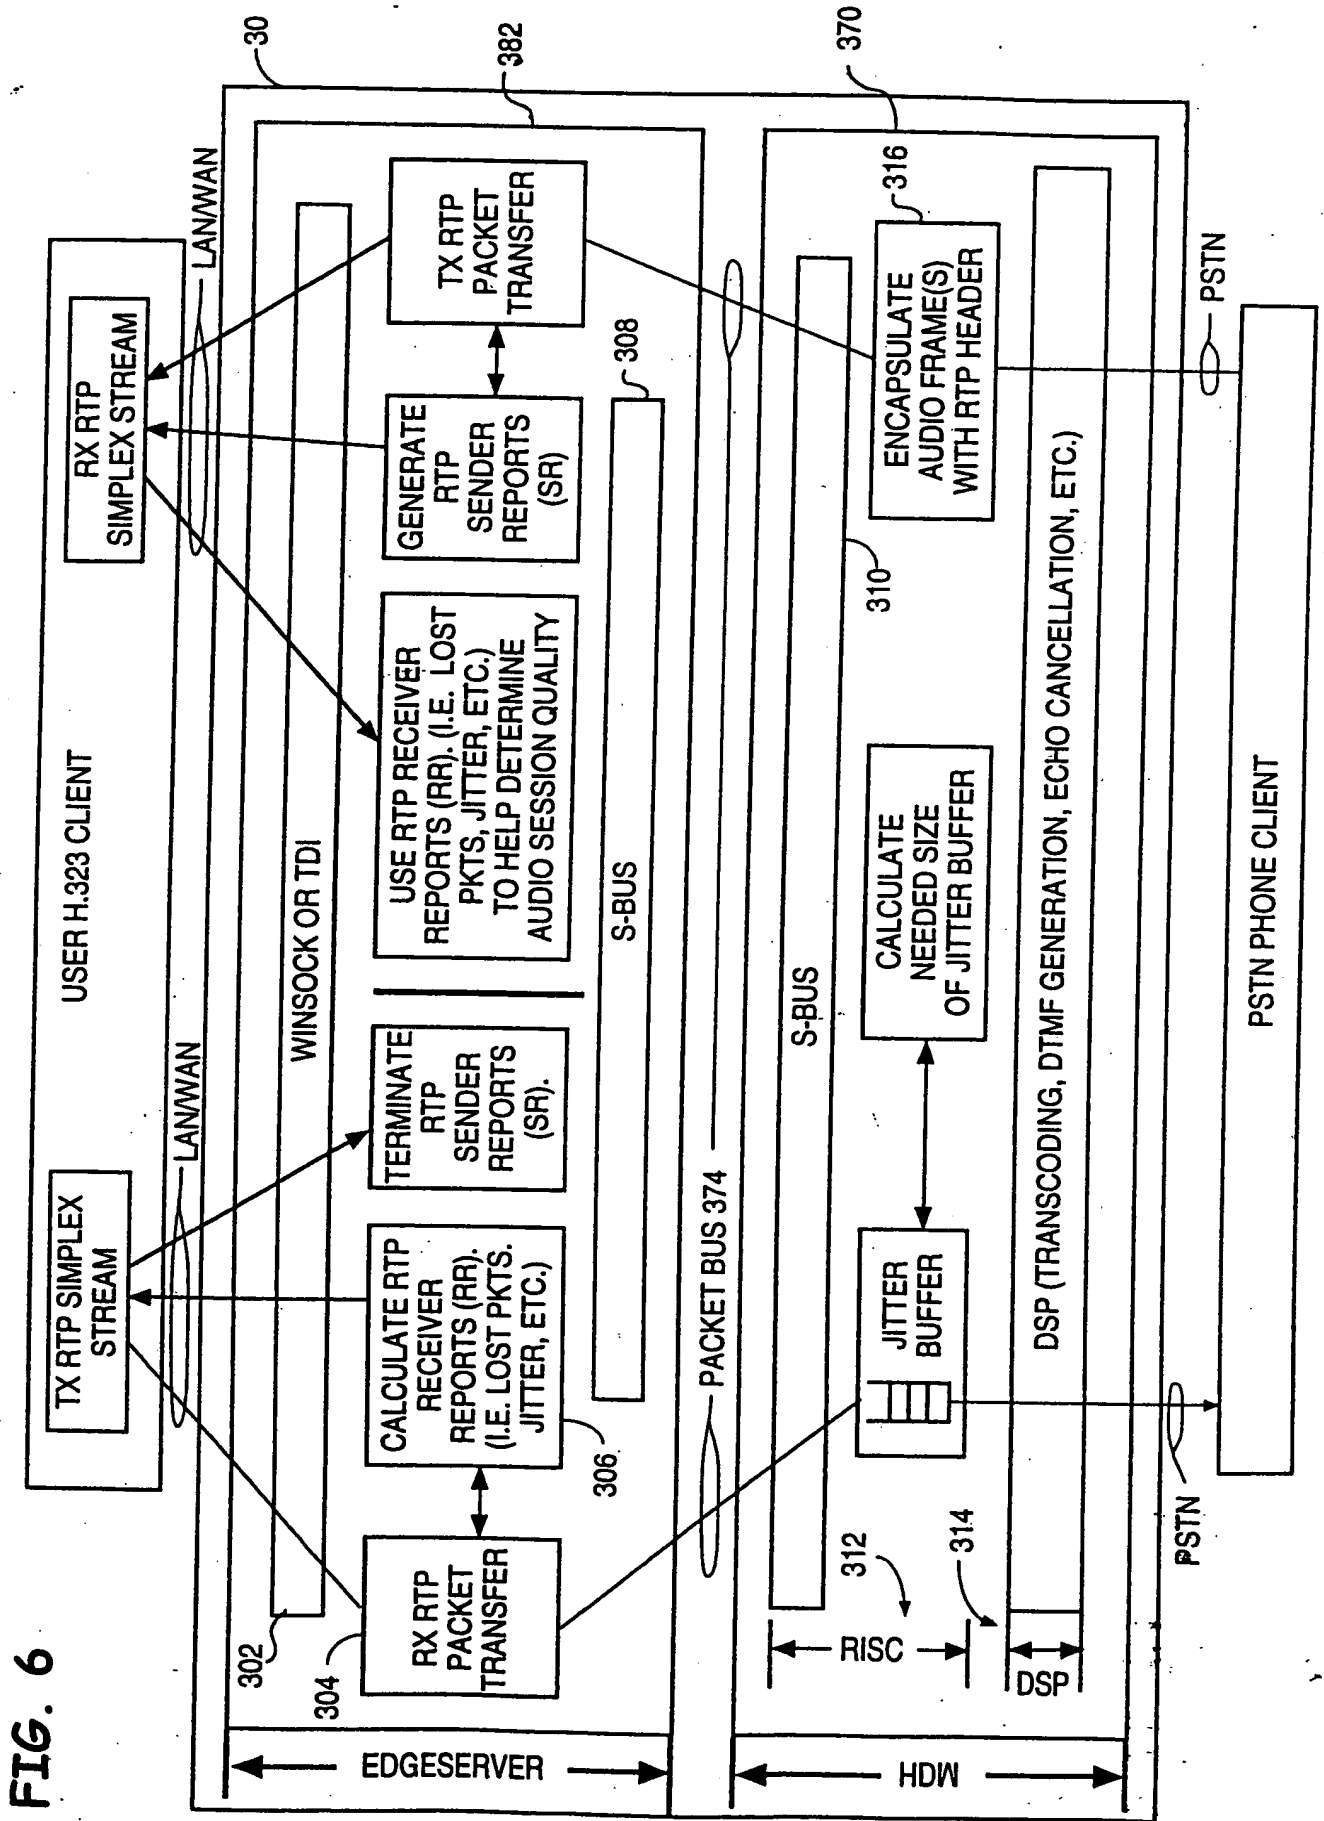 FIG. 6
USER H.323 CLIENT
TX RTP SIMPLEX
STREAM
RX RTP
SIMPLEX STREAM
LAN/WAN
LAN/WAN
30
382
302
WINSOCK OR TDI
304
RX RTP
PACKET
TRANSFER
CALCULATE RTP
RECEIVER
REPORTS (RR).
(I.E. LOST PKTS.
JITTER, ETC.)
306
TERMINATE
RTP
SENDER
REPORTS
(SR).
USE RTP RECEIVER
REPORTS (RR). (I.E. LOST
PKTS, JITTER, ETC.)
TO HELP DETERMINE
AUDIO SESSION QUALITY
GENERATE
RTP
SENDER
REPORTS
(SR)
TX RTP
PACKET
TRANSFER
S-BUS
308
EDGESERVER
PACKET BUS 374
370
S-BUS
310
RISC
312
JITTER
BUFFER
CALCULATE
NEEDED SIZE
OF JITTER BUFFER
ENCAPSULATE
AUDIO FRAME(S)
WITH RTP HEADER
316
314
DSP
DSP (TRANSCODING, DTMF GENERATION, ECHO CANCELLATION, ETC.)
HDM
PSTN
PSTN
PSTN PHONE CLIENT